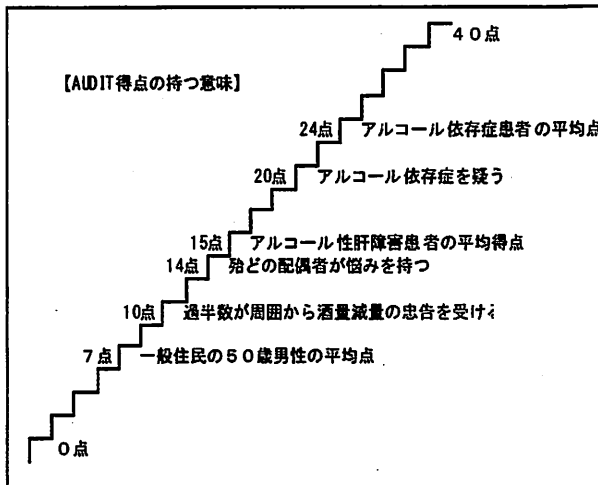 40点
【AUDIT得点の持つ意味】
24点 アルコール依存症患者の平均点
20点 アルコール依存症を疑う
15点 アルコール性肝障害患者の平均得点
14点 殆どの配偶者が悩みを持つ
10点 過半数が周囲から酒量減量の忠告を受ける
7点 一般住民の50歳男性の平均点
0点